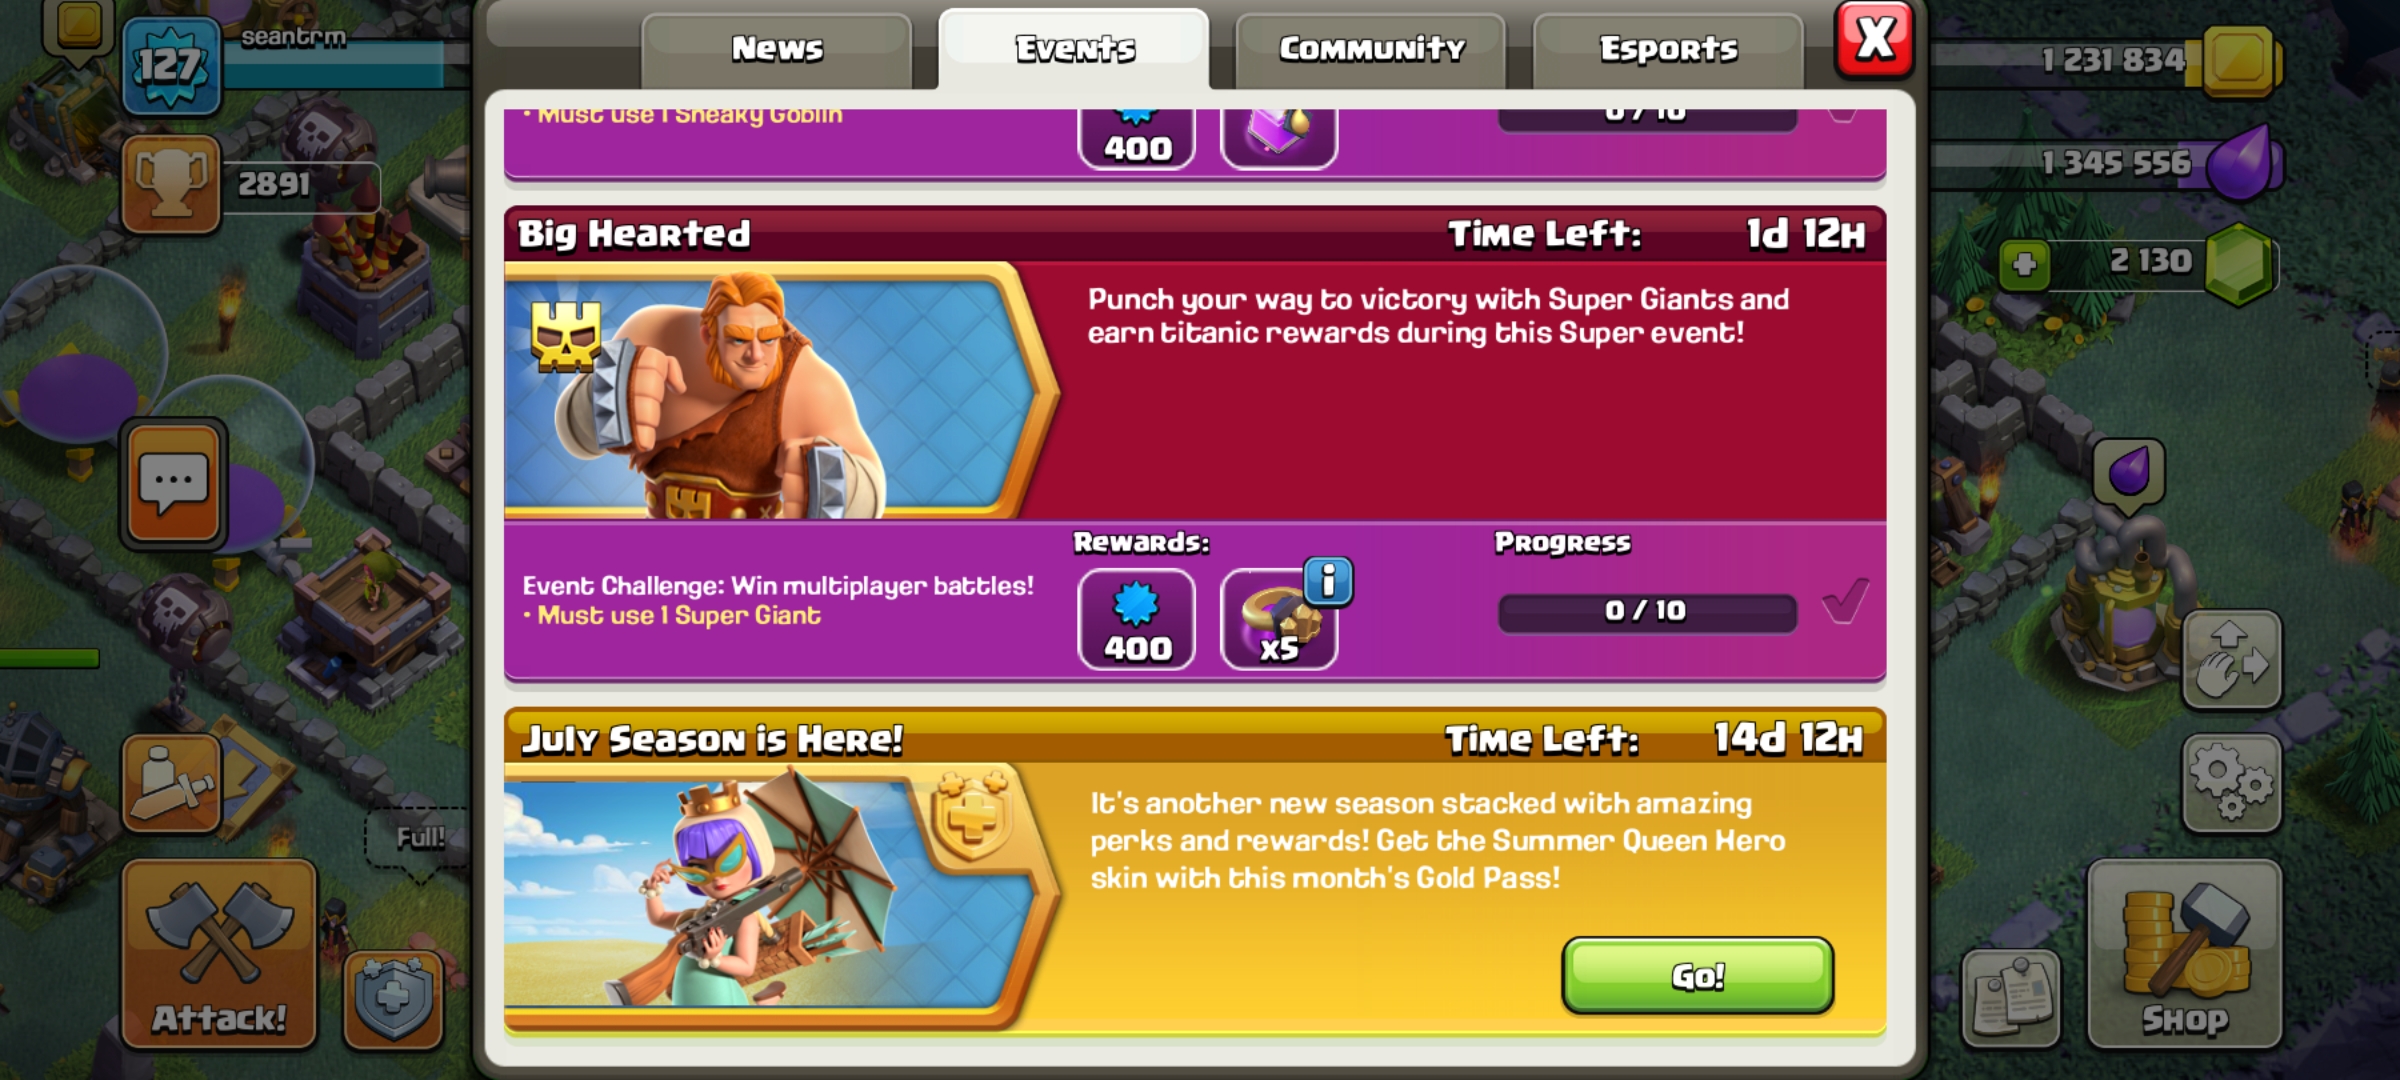 seantrm
127
2891
News
Events
Community
Esports
X
1 231 834
1 345 556
2 130
• Must use 1 Sneaky Goblin
400
0 / 10
Big Hearted
Time Left: 1d 12H
Punch your way to victory with Super Giants and
earn titanic rewards during this Super event!
Rewards:
Progress
Event Challenge: Win multiplayer battles!
• Must use 1 Super Giant
400
i
x5
0 / 10
July Season is Here!
Time Left: 14d 12H
It's another new season stacked with amazing
perks and rewards! Get the Summer Queen Hero
skin with this month's Gold Pass!
Go!
Full!
Attack!
Shop